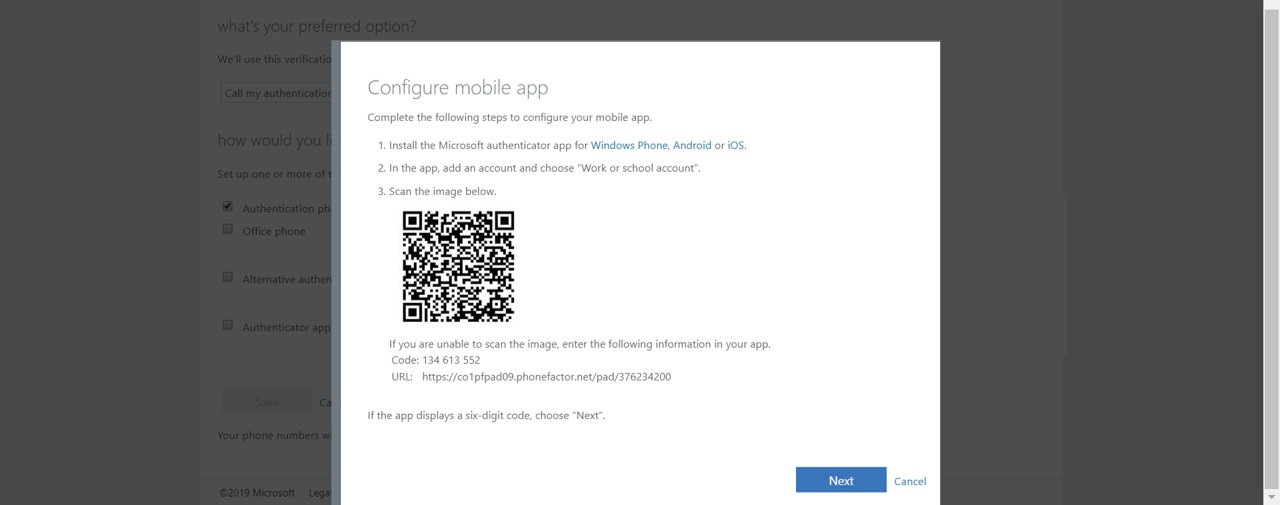 what's your preferred option?
We'll use this verificatio
Call my authentication
how would you li
Set up one or more of t
Authentication pho
Office phone
Alternative authen
Authenticator app
Save
Ca
Your phone numbers w
©2019 Microsoft Legal
Configure mobile app
Complete the following steps to configure your mobile app.
1. Install the Microsoft authenticator app for Windows Phone, Android or iOS.
2. In the app, add an account and choose "Work or school account".
3. Scan the image below.
If you are unable to scan the image, enter the following information in your app.
Code: 134 613 552
URL: https://co1pfpad09.phonefactor.net/pad/376234200
If the app displays a six-digit code, choose "Next".
Next Cancel